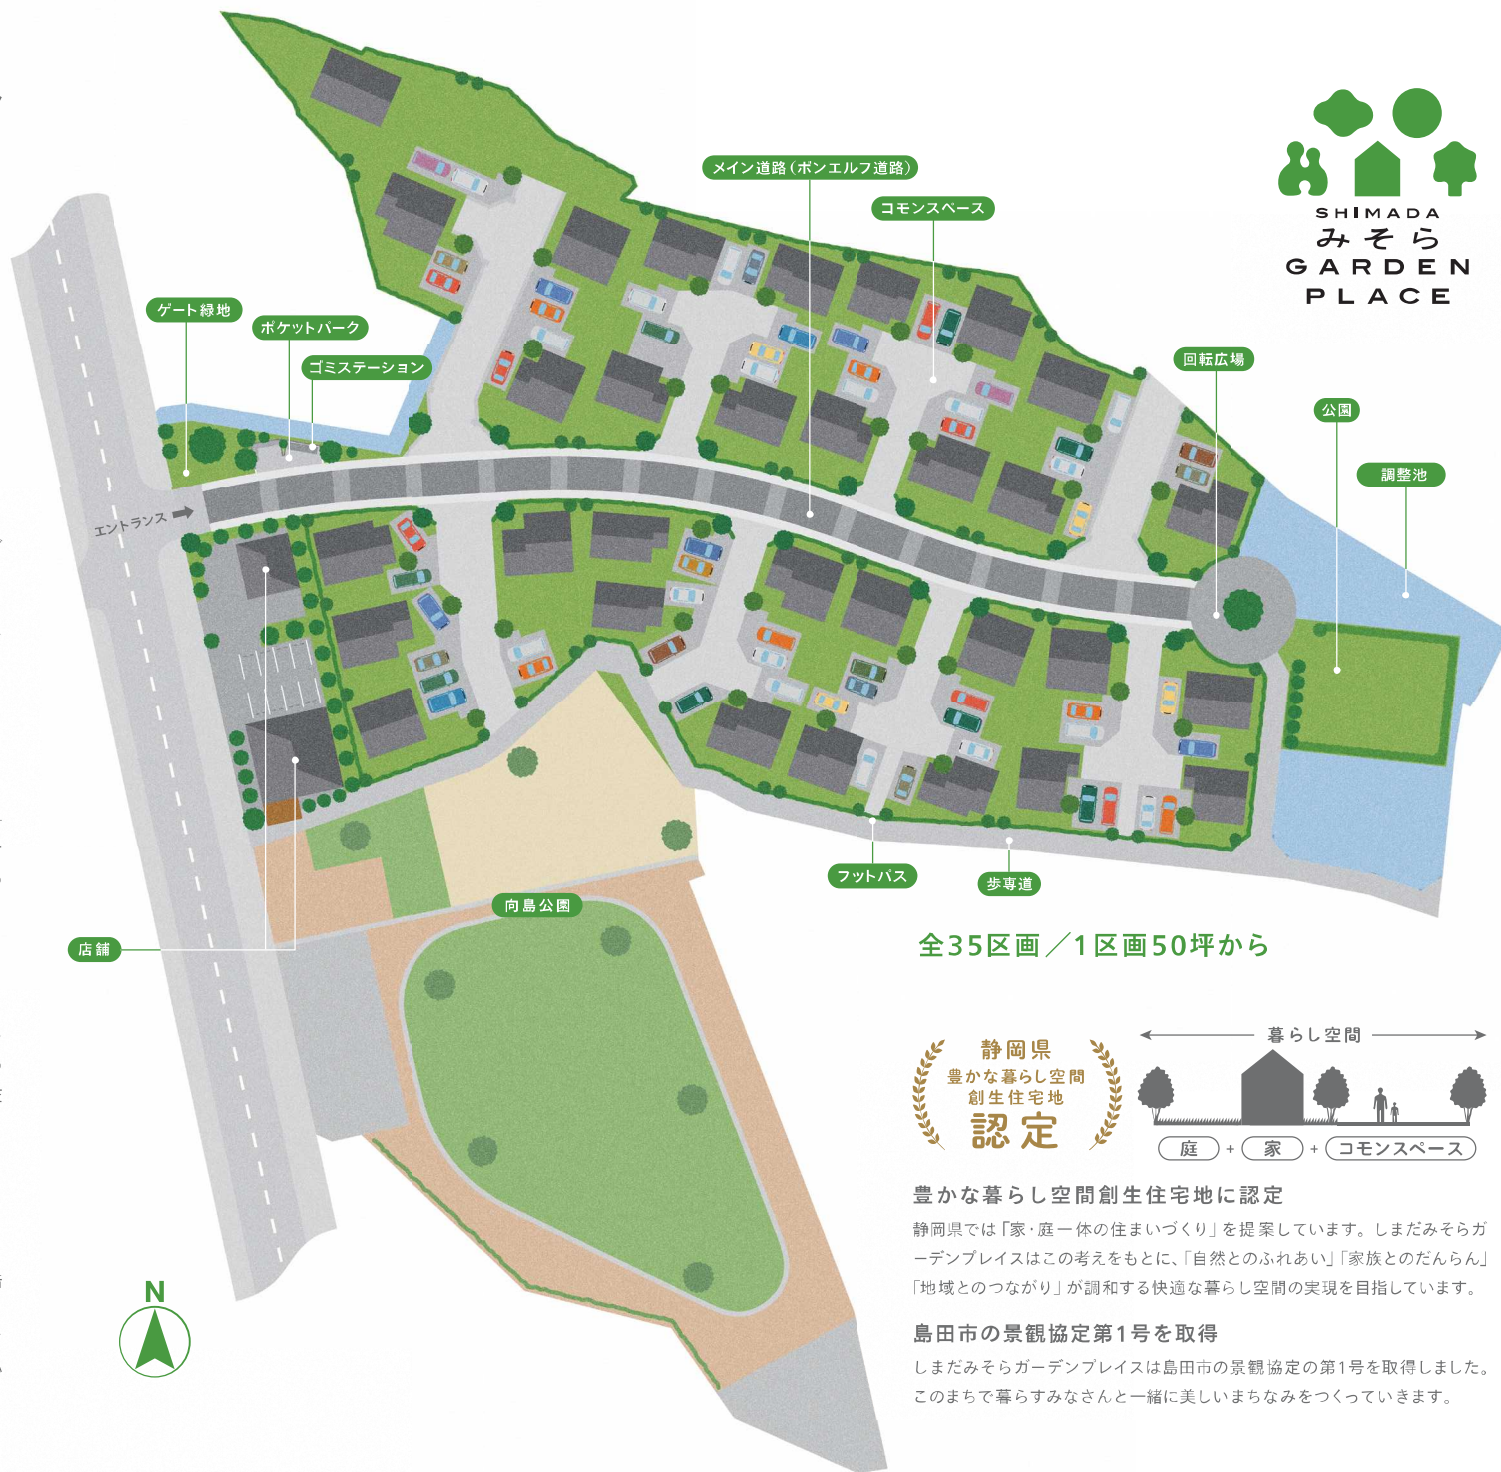 SHIMADA
みそら
GARDEN
PLACE
メイン道路（ボンエルフ道路）
コモンスペース
ゲート緑地
ポケットパーク
ゴミステーション
回転広場
公園
調整池
エントランス
フットパス
歩専道
向島公園
店舗
全35区画／1区画50坪から
静岡県
豊かな暮らし空間
創生住宅地
認定
暮らし空間
庭 + 家 + コモンスペース
豊かな暮らし空間創生住宅地に認定
静岡県では「家・庭一体の住まいづくり」を提案しています。しまだみそらガ
ーデンプレイスはこの考えをもとに、「自然とのふれあい」「家族とのだんらん」
「地域とのつながり」が調和する快適な暮らし空間の実現を目指しています。
島田市の景観協定第1号を取得
しまだみそらガーデンプレイスは島田市の景観協定の第1号を取得しました。
このまちで暮らすみなさんと一緒に美しいまちなみをつくっていきます。
N